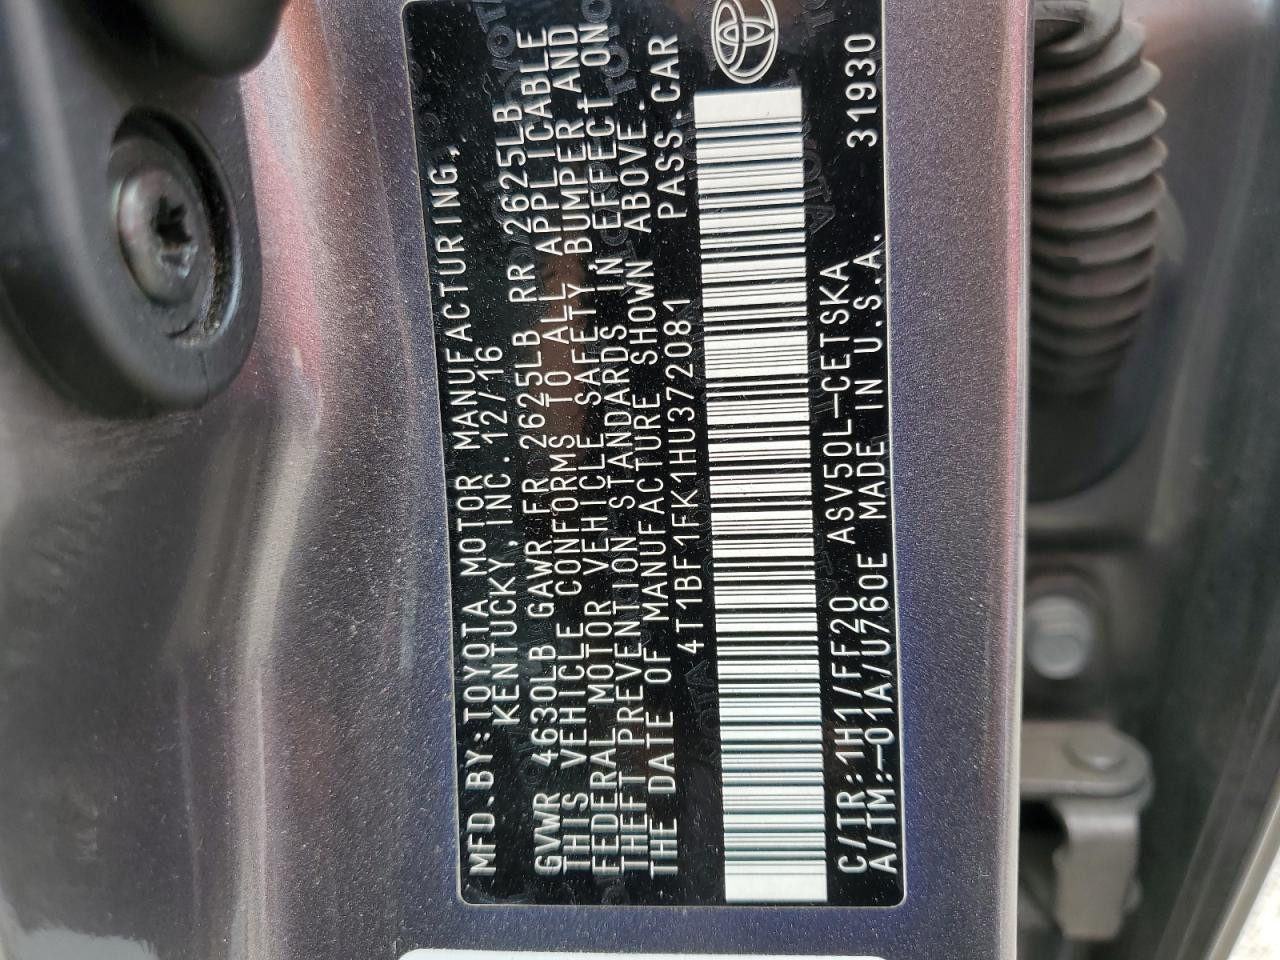 MFD.BY:TOYOTA MOTOR MANUFACTURING,
KENTUCKY, INC. 12/16
GVWR 4630LB GAWR FR 2625LB RR 2625LB
THIS VEHICLE CONFORMS TO ALL APPLICABLE
FEDERAL MOTOR VEHICLE SAFETY, BUMPER AND
THEFT PREVENTION STANDARDS IN EFFECT ON
THE DATE OF MANUFACTURE SHOWN ABOVE.
4T1BF1FK1HU372081 PASS.CAR
C/TR:1H1/FF20 ASV50L-CETSKA 31930
A/TM:-01A/U760E MADE IN U.S.A.